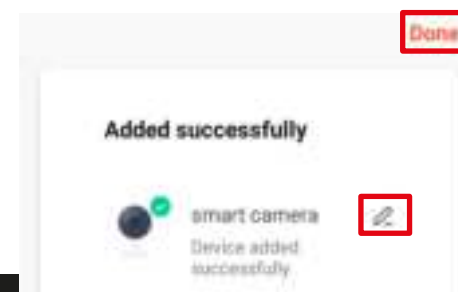 Done
Added successfully
smart camera
Device added
successfully